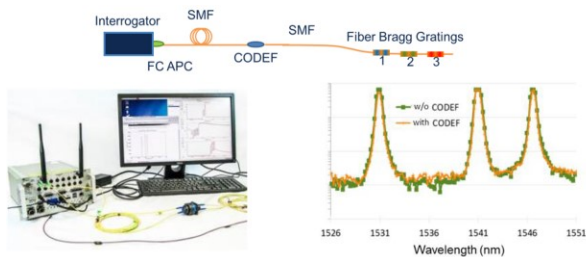 Interrogator
SMF
SMF
Fiber Bragg Gratings
FC APC
CODEF
1 2 3
w/o CODEF
with CODEF
1526 1531 1536 1541 1546 1551
Wavelength (nm)